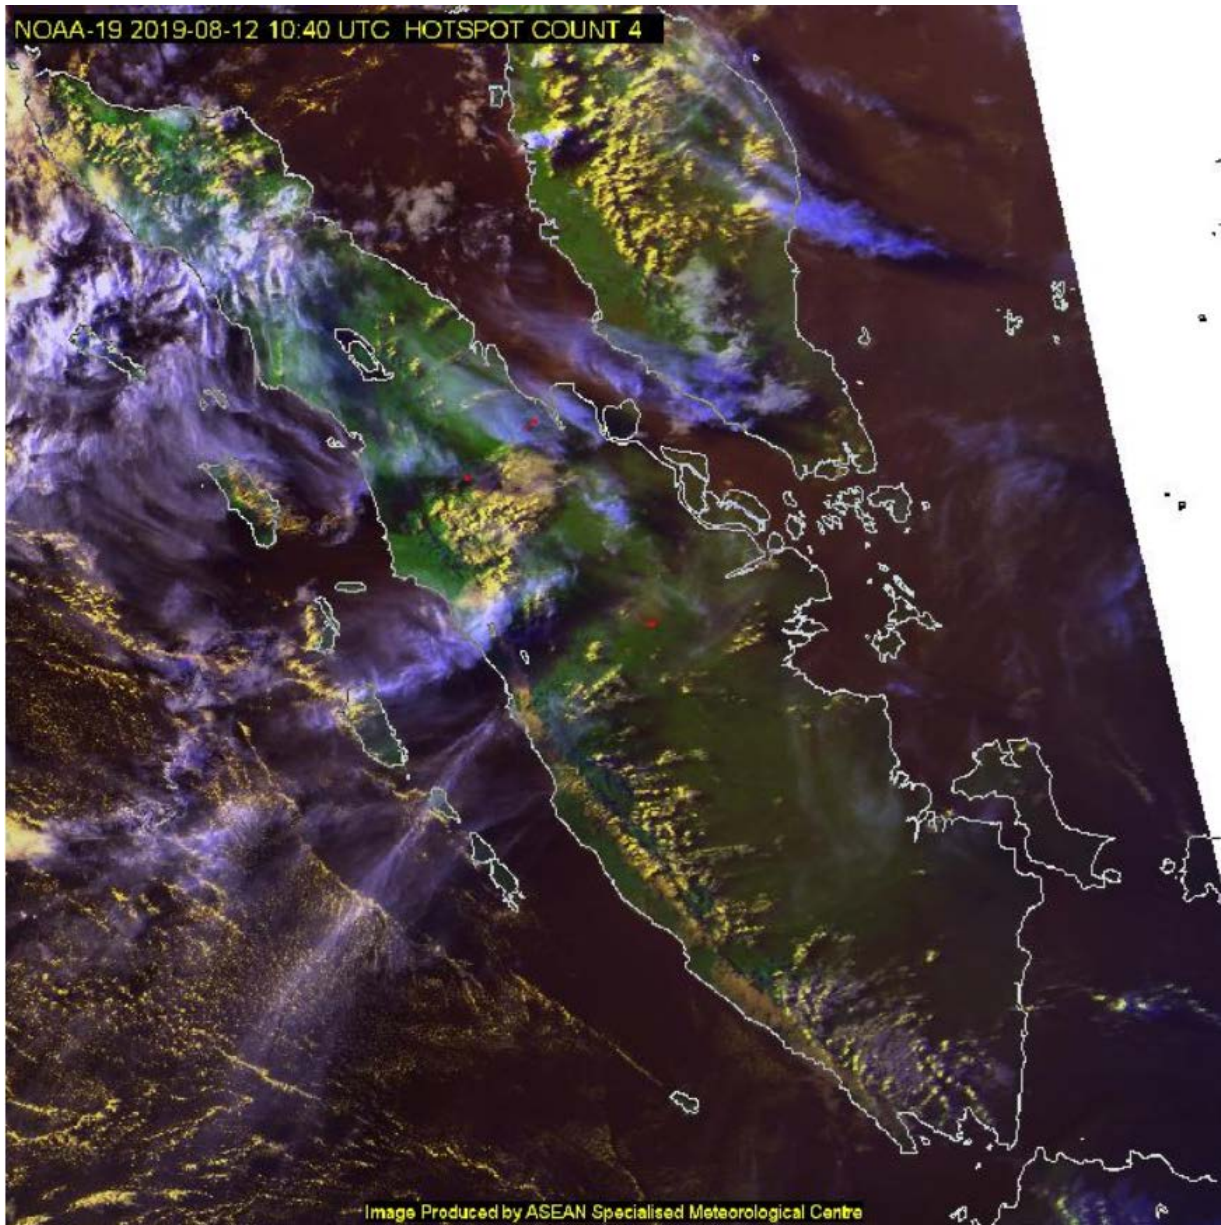 NOAA-19 2019-08-12 10:40 UTC HOTSPOT COUNT 4
Image Produced by ASEAN Specialised Meteorological Centre